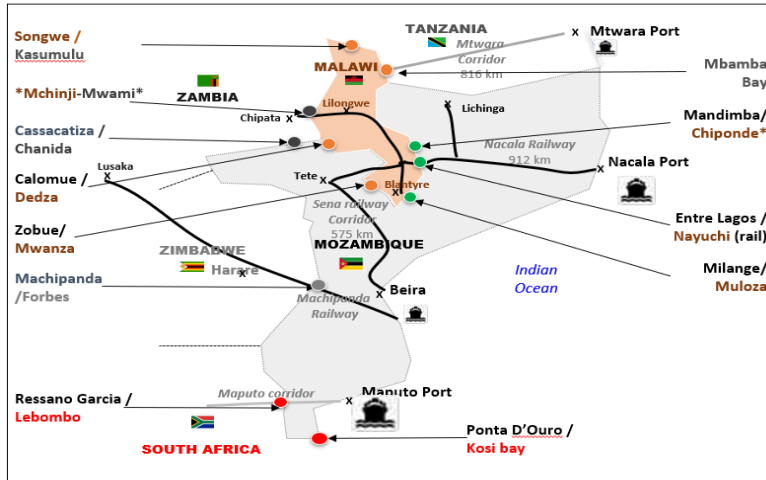 TANZANIA
Songwe /
Kasumulu
Mtwara
Corridor
816 km
Mtwara Port
MALAWI
Mbamba
Bay
ZAMBIA
*Mchinji-Mwami*
Lilongwe
Chipata
Lichinga
Mandimba/
Chiponde*
Cassacatiza /
Chanida
Nacala Railway
912 km
Nacala Port
Lusaka
Tete
Blantyre
Calomue /
Dedza
Sena railway
Corridor
575 km
Entre Lagos /
Nayuchi (rail)
Zobue/
Mwanza
ZIMBABWE
Harare
MOZAMBIQUE
Indian
Ocean
Milange/
Muloza
Machipanda
/Forbes
Beira
Machipanda
Railway
Ressano Garcia /
Lebombo
Maputo corridor
Maputo Port
SOUTH AFRICA
Ponta D'Ouro /
Kosi bay